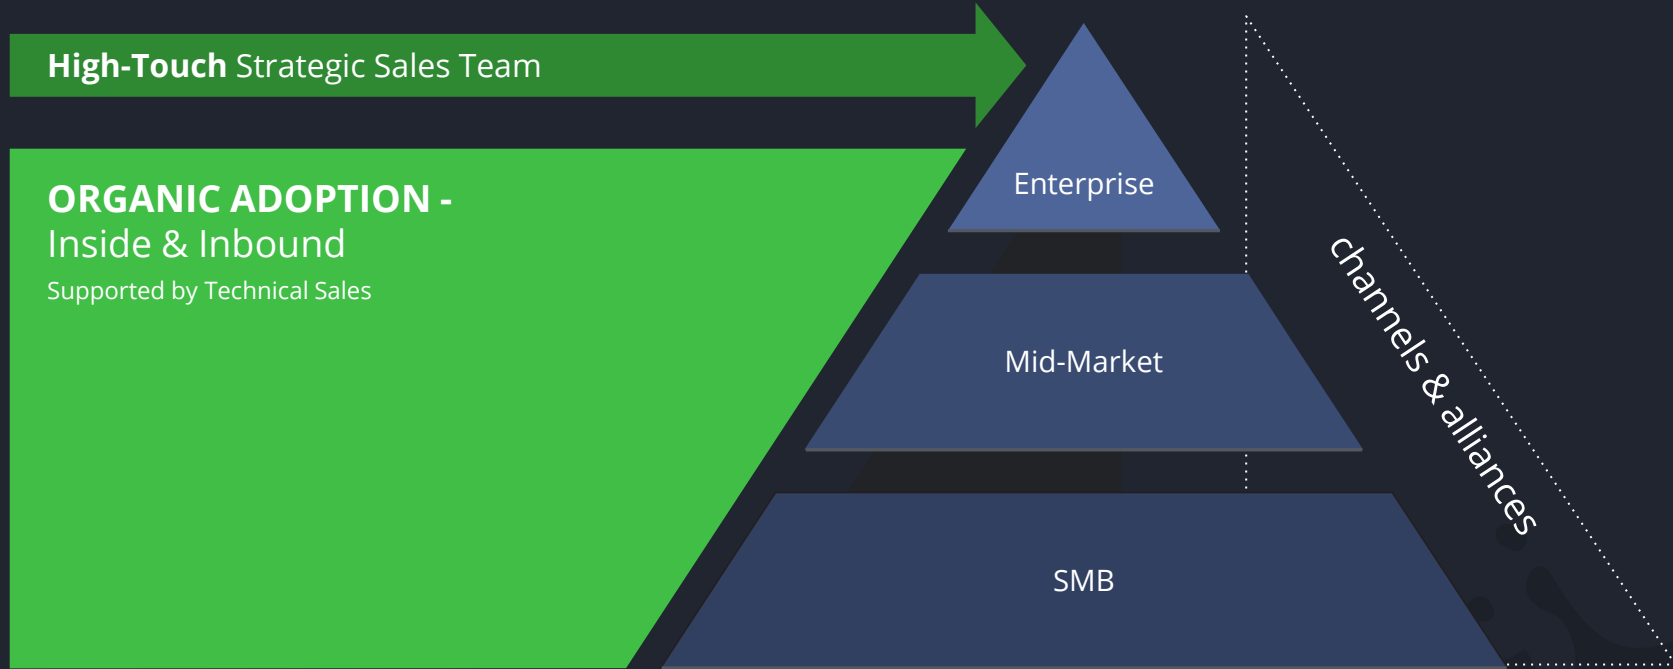 High-Touch Strategic Sales Team
ORGANIC ADOPTION -
Inside & Inbound
Supported by Technical Sales
Enterprise
Mid-Market
SMB
channels & alliances